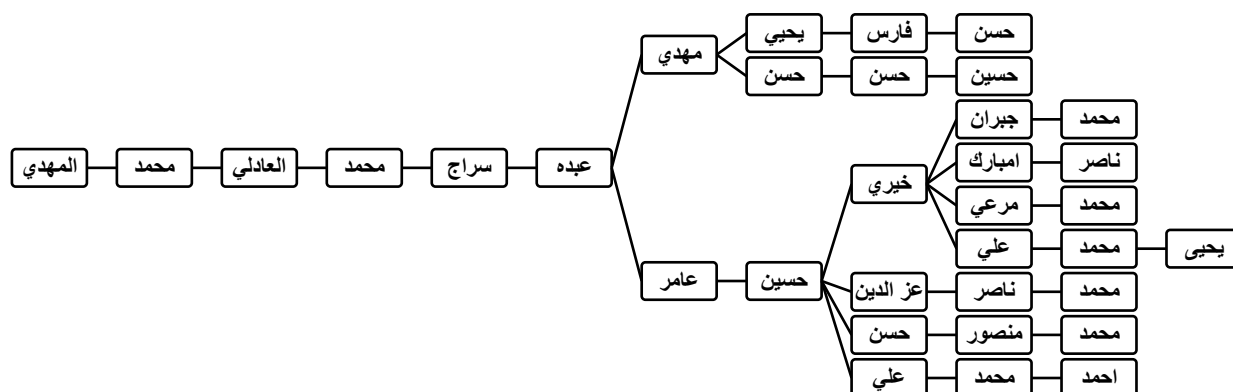 مهدي
يحيي
فارس
حسن
حسن
حسن
حسين
المهدي
محمد
العادلي
محمد
سراج
عبده
خيري
جبران
محمد
امبارك
ناصر
مرعي
محمد
علي
محمد
يحيى
عامر
حسين
عز الدين
ناصر
محمد
حسن
منصور
محمد
علي
محمد
احمد